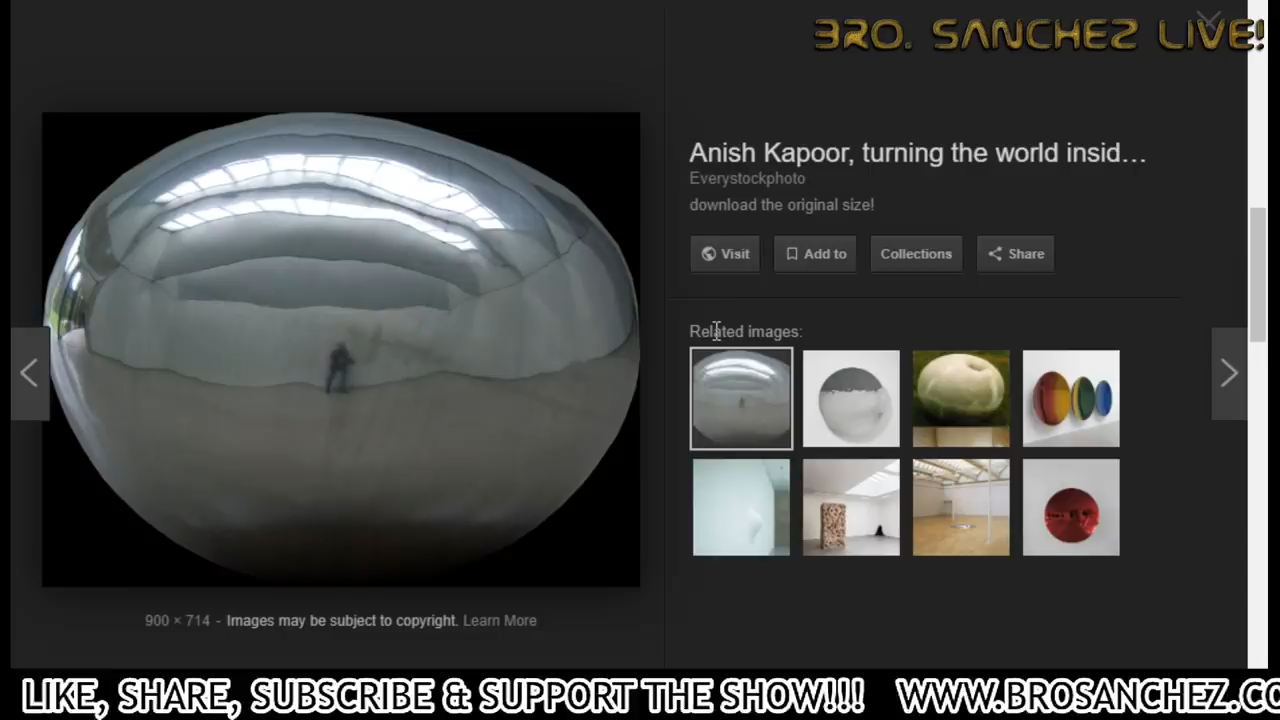 BRO. SANCHEZ LIVE!
Anish Kapoor, turning the world insid…
Everystockphoto
download the original size!
Visit
Add to
Collections
Share
Related images:
900 × 714 - Images may be subject to copyright. Learn More
LIKE, SHARE, SUBSCRIBE & SUPPORT THE SHOW!!! WWW.BROSANCHEZ.CO